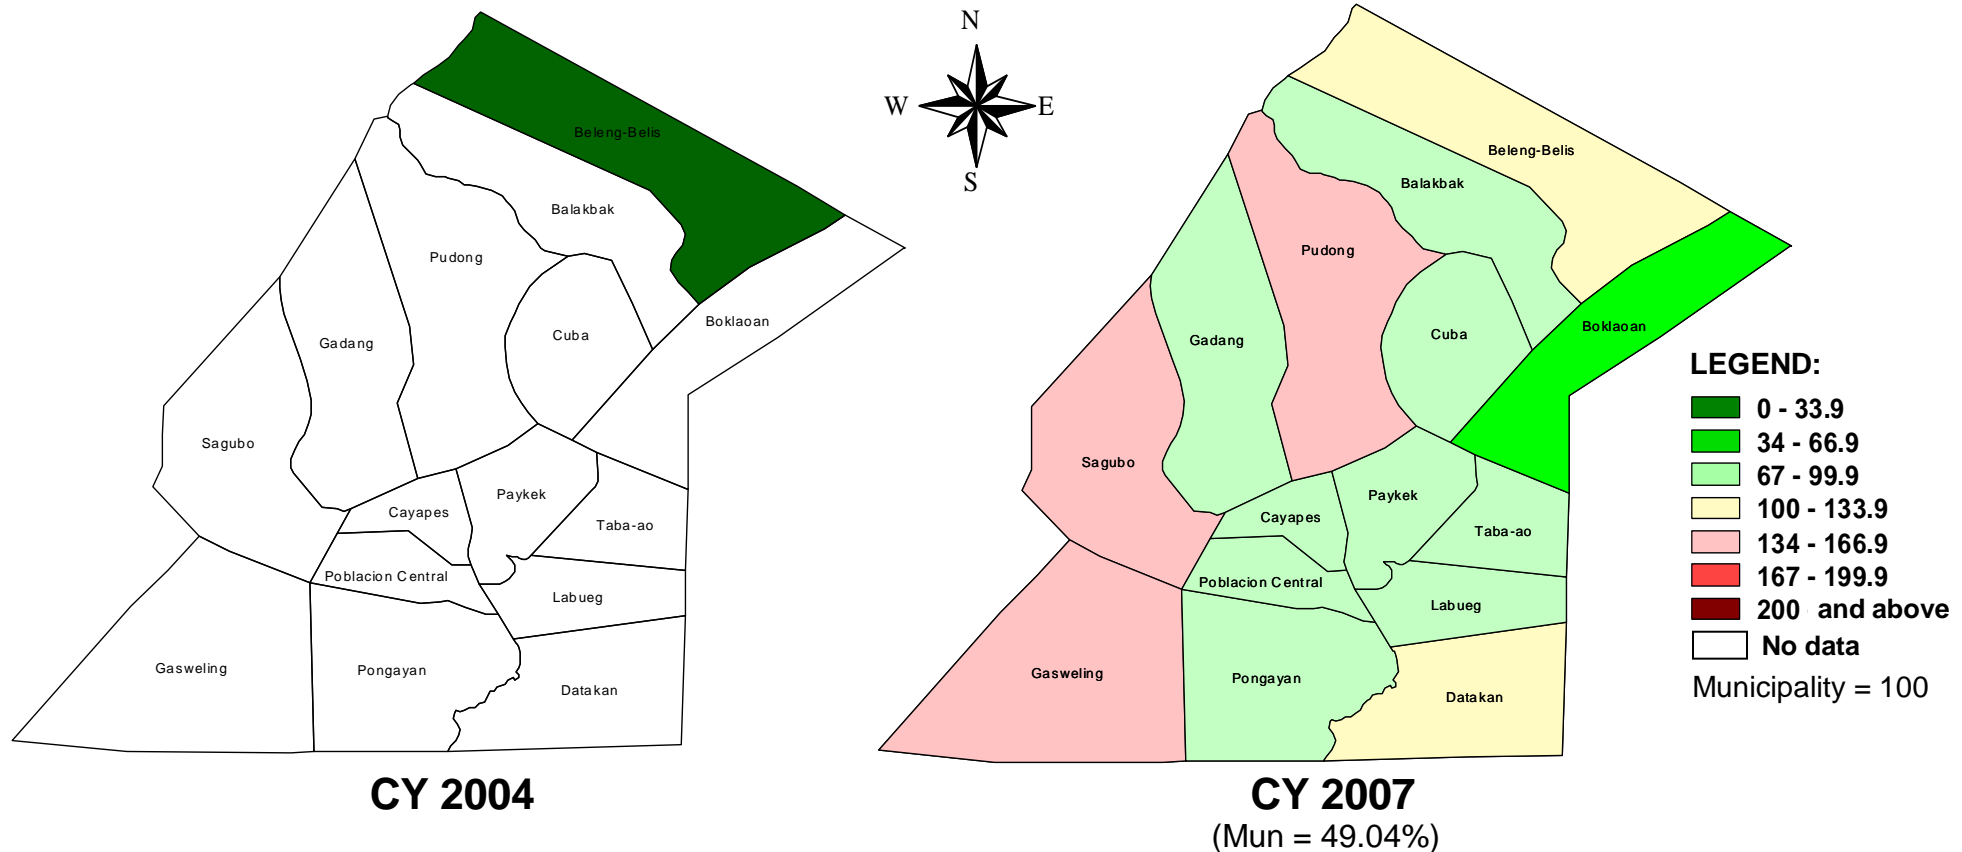 N
W
E
S
Beleng-Belis
Balakbak
Pudong
Cuba
Boklaoan
Gadang
Sagubo
Paykek
Cayapes
Taba-ao
Poblacion Central
Labueg
Gasweling
Pongayan
Datakan
CY 2004
Beleng-Belis
Balakbak
Pudong
Cuba
Boklaoan
Gadang
Sagubo
Paykek
Cayapes
Taba-ao
Poblacion Central
Labueg
Gasweling
Pongayan
Datakan
CY 2007
(Mun = 49.04%)
LEGEND:
0 - 33.9
34 - 66.9
67 - 99.9
100 - 133.9
134 - 166.9
167 - 199.9
200 and above
No data
Municipality = 100